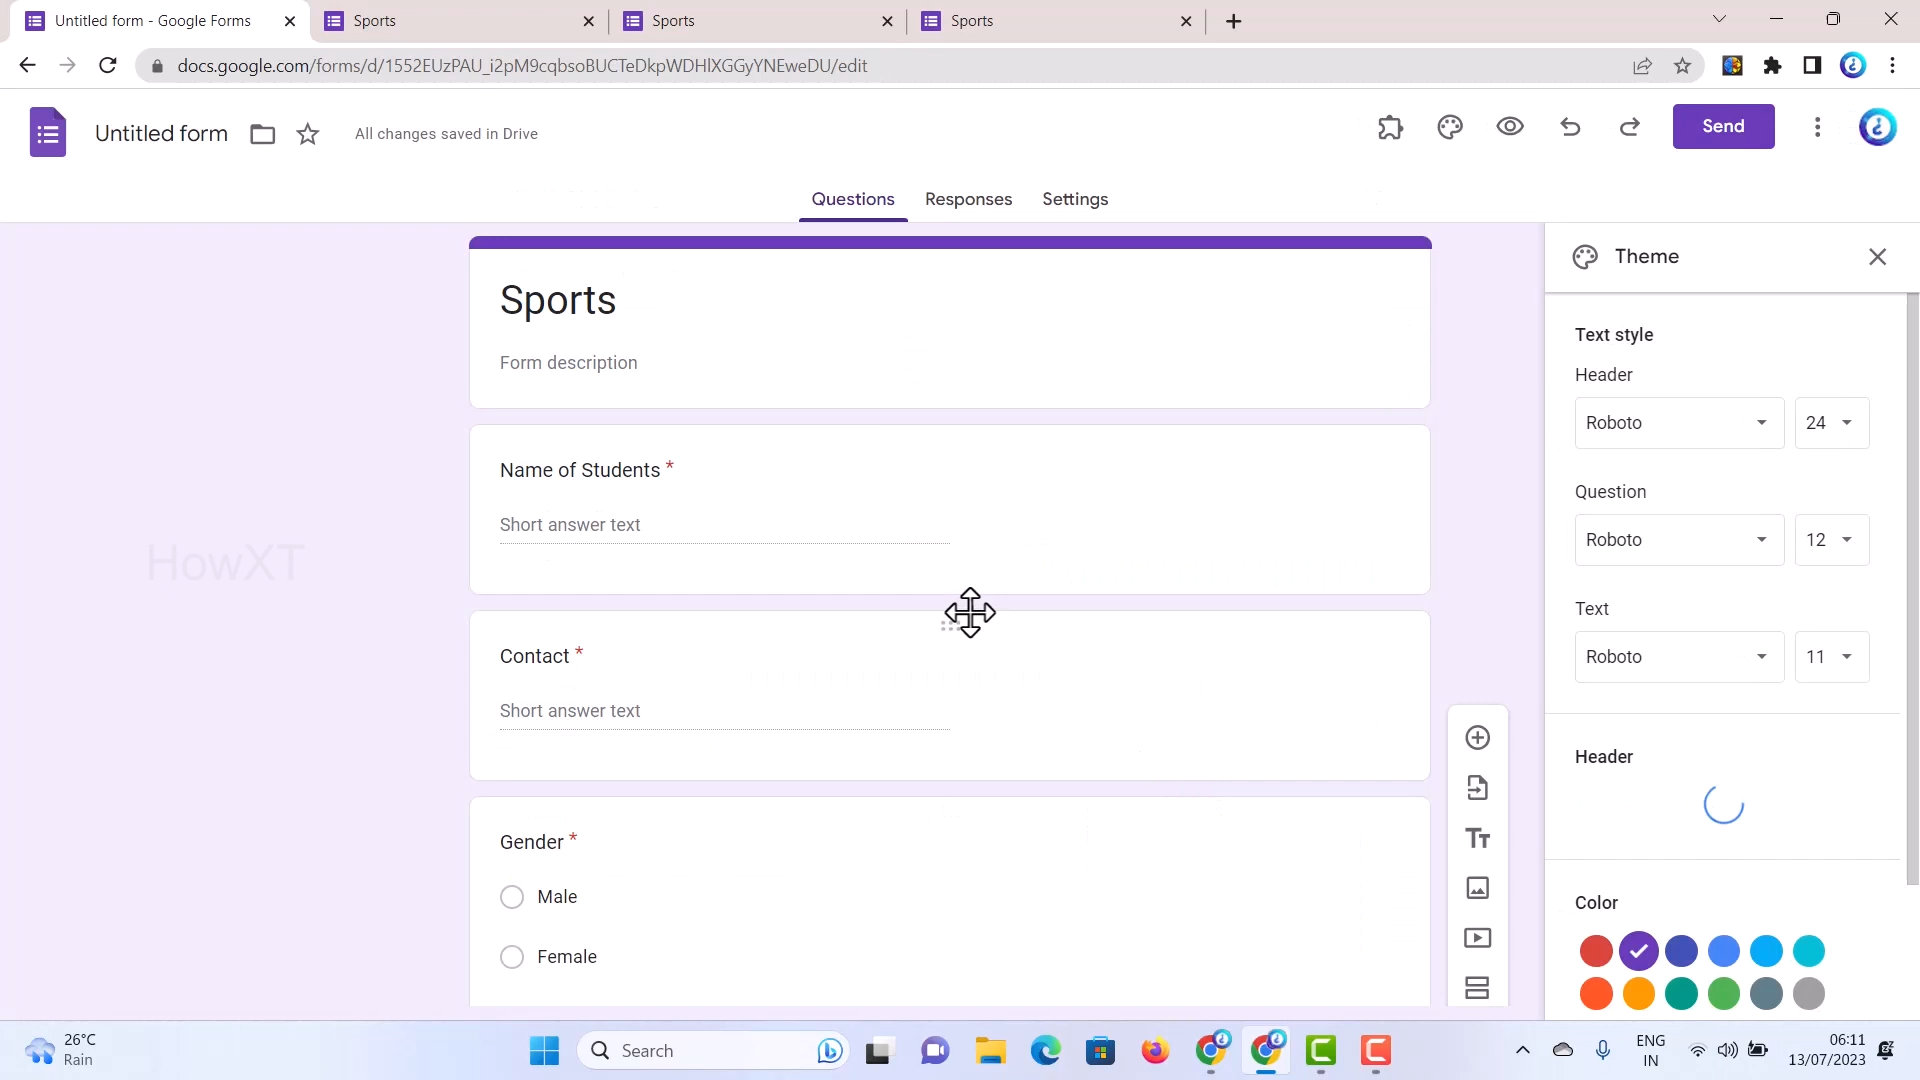 Untitled form - Google Forms
Sports
Sports
Sports
docs.google.com/forms/d/1552EUzPAU_i2pM9cqbsoBUCTeDkpWDHlXGGyYNEweDU/edit
Untitled form
All changes saved in Drive
Send
Questions
Responses
Settings
Sports
Form description
Name of Students *
Short answer text
Contact *
Short answer text
Gender *
Male
Female
HowXT
Theme
Text style
Header
Roboto
24
Question
Roboto
12
Text
Roboto
11
Header
Color
26°C
Rain
Search
ENG
IN
06:11
13/07/2023